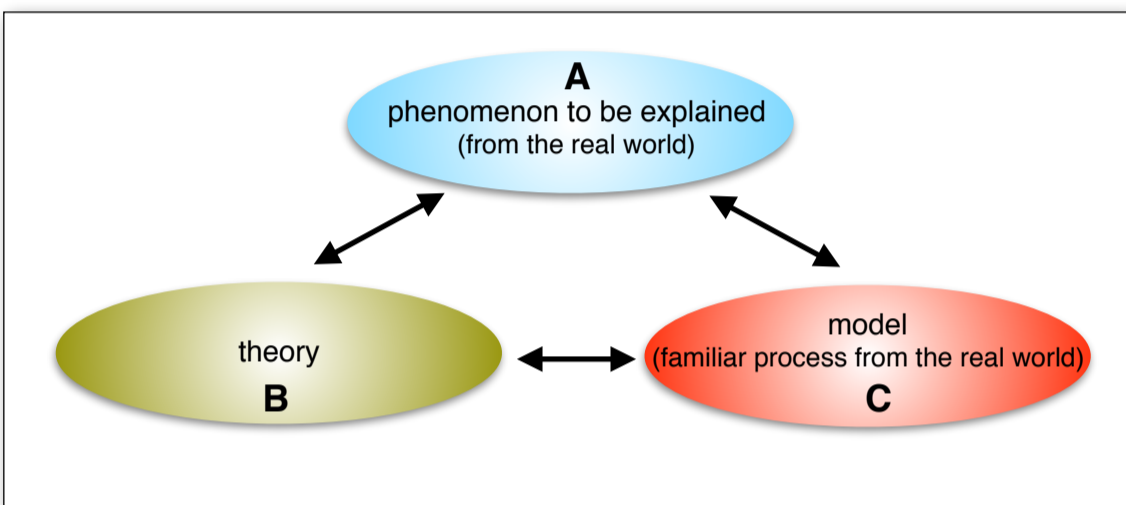 A
phenomenon to be explained
(from the real world)
theory
B
model
(familiar process from the real world)
C